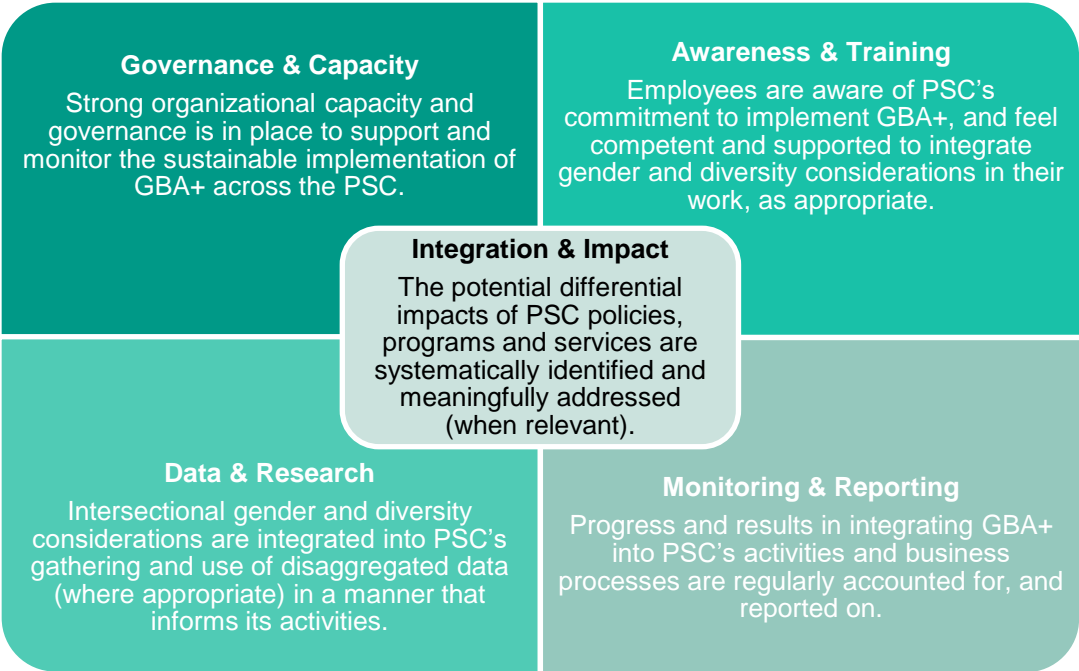 Governance & Capacity
Strong organizational capacity and
governance is in place to support and
monitor the sustainable implementation of
GBA+ across the PSC.
Awareness & Training
Employees are aware of PSC’s
commitment to implement GBA+, and feel
competent and supported to integrate
gender and diversity considerations in their
work, as appropriate.
Integration & Impact
The potential differential
impacts of PSC policies,
programs and services are
systematically identified and
meaningfully addressed
(when relevant).
Data & Research
Intersectional gender and diversity
considerations are integrated into PSC’s
gathering and use of disaggregated data
(where appropriate) in a manner that
informs its activities.
Monitoring & Reporting
Progress and results in integrating GBA+
into PSC’s activities and business
processes are regularly accounted for, and
reported on.